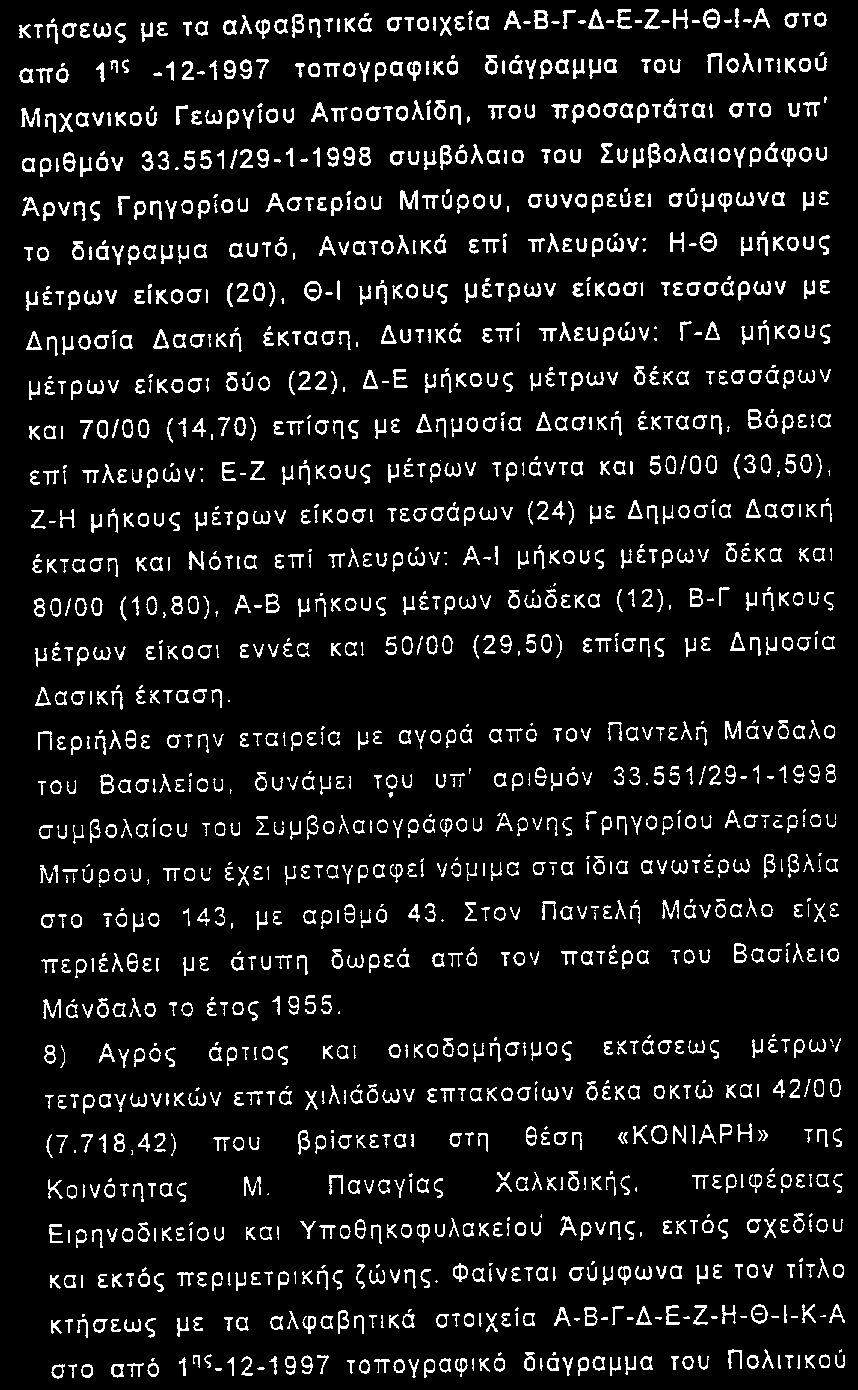 κτήσεως με τα αλφαβητικά στοιχεία Α-Β-Γ-Δ-Ε-Ζ-Η-Θ-Ι-Α στο
από 1ης -12-1997 τοπογραφικό διάγραμμα του Πολιτικού
Μηχανικού Γεωργίου Αποστολίδη, που προσαρτάται στο υπ'
αριθμόν 33.551/29-1-1998 συμβόλαιο του Συμβολαιογράφου
Άρνης Γρηγορίου Αστερίου Μπύρου, συνορεύει σύμφωνα με
το διάγραμμα αυτό, Ανατολικά επί πλευρών: Η-Θ μήκους
μέτρων είκοσι (20), Θ-Ι μήκους μέτρων είκοσι τεσσάρων με
Δημοσία Δασική έκταση, Δυτικά επί πλευρών: Γ-Δ μήκους
μέτρων είκοσι δύο (22), Δ-Ε μήκους μέτρων δέκα τεσσάρων
και 70/00 (14,70) επίσης με Δημοσία Δασική έκταση, Βόρεια
επί πλευρών: Ε-Ζ μήκους μέτρων τριάντα και 50/00 (30,50),
Ζ-Η μήκους μέτρων είκοσι τεσσάρων (24) με Δημοσία Δασική
έκταση και Νότια επί πλευρών: Α-Ι μήκους μέτρων δέκα και
80/00 (10,80), Α-Β μήκους μέτρων δώδεκα (12), Β-Γ μήκους
μέτρων είκοσι εννέα και 50/00 (29,50) επίσης με Δημοσία
Δασική έκταση.
Περιήλθε στην εταιρεία με αγορά από τον Παντελή Μάνδαλο
του Βασιλείου, δυνάμει του υπ' αριθμόν 33.551/29-1-1998
συμβολαίου του Συμβολαιογράφου Άρνης Γρηγορίου Αστερίου
Μπύρου, που έχει μεταγραφεί νόμιμα στα ίδια ανωτέρω βιβλία
στο τόμο 143, με αριθμό 43. Στον Παντελή Μάνδαλο είχε
περιέλθει με άτυπη δωρεά από τον πατέρα του Βασίλειο
Μάνδαλο το έτος 1955.
8) Αγρός άρτιος και οικοδομήσιμος εκτάσεως μέτρων
τετραγωνικών επτά χιλιάδων επτακοσίων δέκα οκτώ και 42/00
(7.718,42) που βρίσκεται στη θέση «ΚΟΝΙΑΡΗ» της
Κοινότητας Μ. Παναγίας Χαλκιδικής, περιφέρειας
Ειρηνοδικείου και Υποθηκοφυλακείου Άρνης, εκτός σχεδίου
και εκτός περιμετρικής ζώνης. Φαίνεται σύμφωνα με τον τίτλο
κτήσεως με τα αλφαβητικά στοιχεία Α-Β-Γ-Δ-Ε-Ζ-Η-Θ-Ι-Κ-Α
στο από 1ης-12-1997 τοπογραφικό διάγραμμα του Πολιτικού